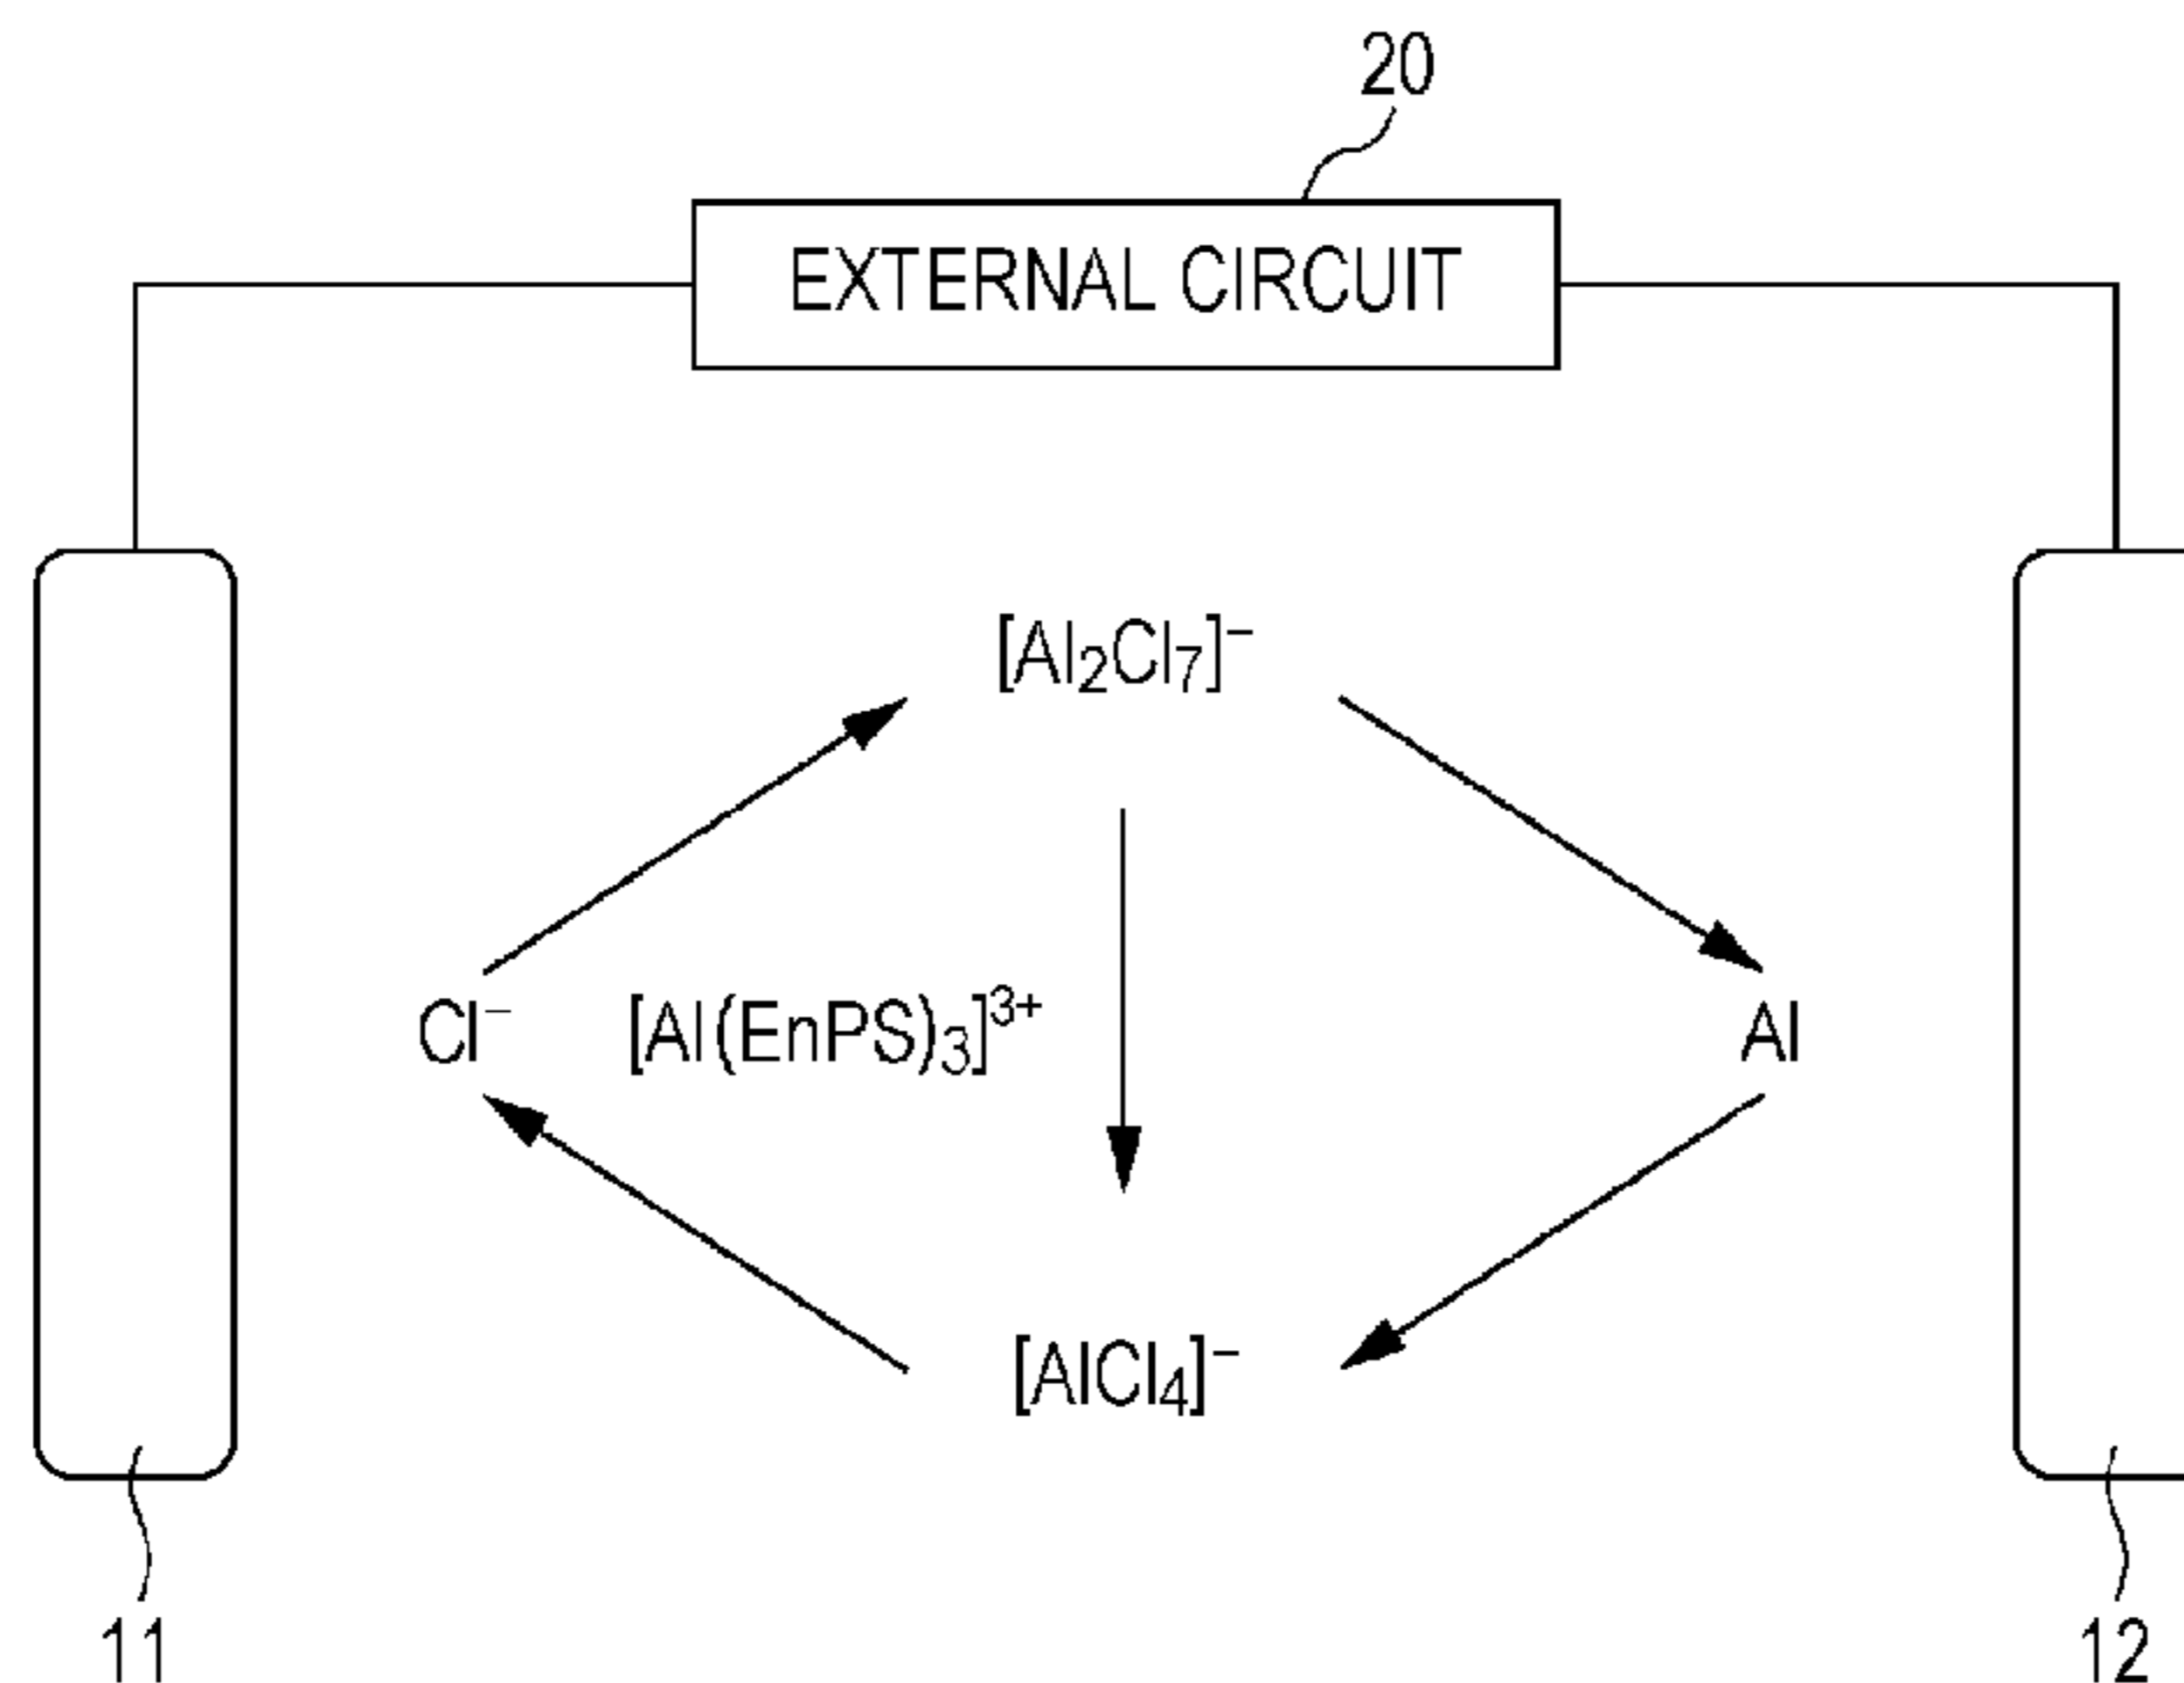 20
EXTERNAL CIRCUIT
[Al₂Cl₇]⁻
Cl⁻
[Al(EnPS)₃]³⁺
Al
[AlCl₄]⁻
11
12